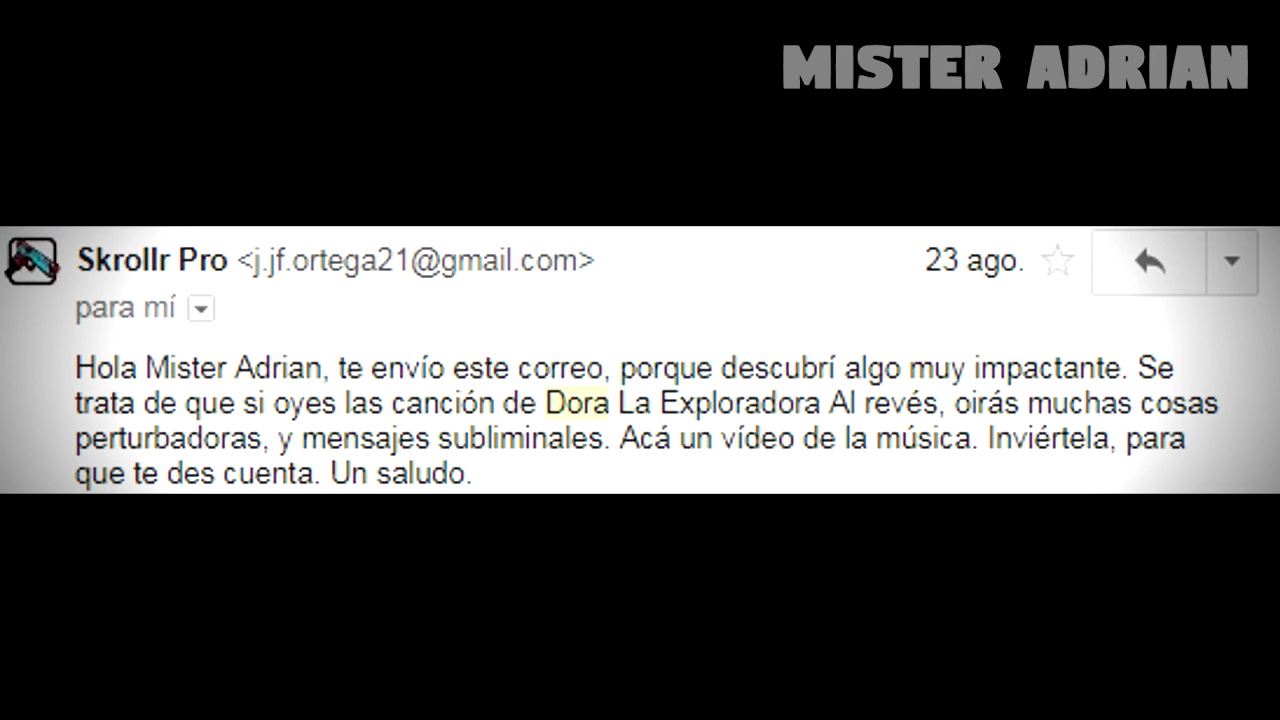 MISTER ADRIAN
Skrollr Pro <j.jf.ortega21@gmail.com> 23 ago.
para mí
Hola Mister Adrian, te envío este correo, porque descubrí algo muy impactante. Se
trata de que si oyes las canción de Dora La Exploradora Al revés, oirás muchas cosas
perturbadoras, y mensajes subliminales. Acá un vídeo de la música. Inviértela, para
que te des cuenta. Un saludo.